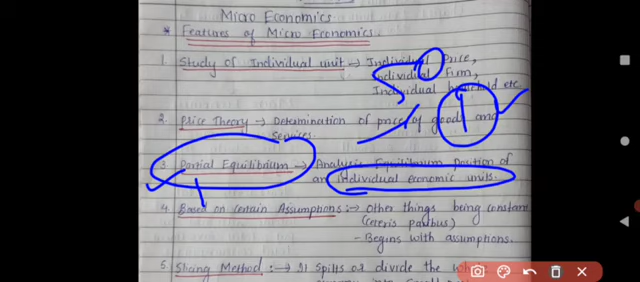 Micro Economics
* Features of Micro Economics
1. Study of Individual unit → Individual Price,
Individual Firm,
Individual household etc
2. Price Theory → Determination of price of goods and
services.
3. Partial Equilibrium → Analysis Equilibrium Position of
an individual economic units.
4. Based on Certain Assumptions :→ Other things being constant
(ceteris paribus)
- Begins with assumptions.
5 Slicing Method :→ It splits or divide the